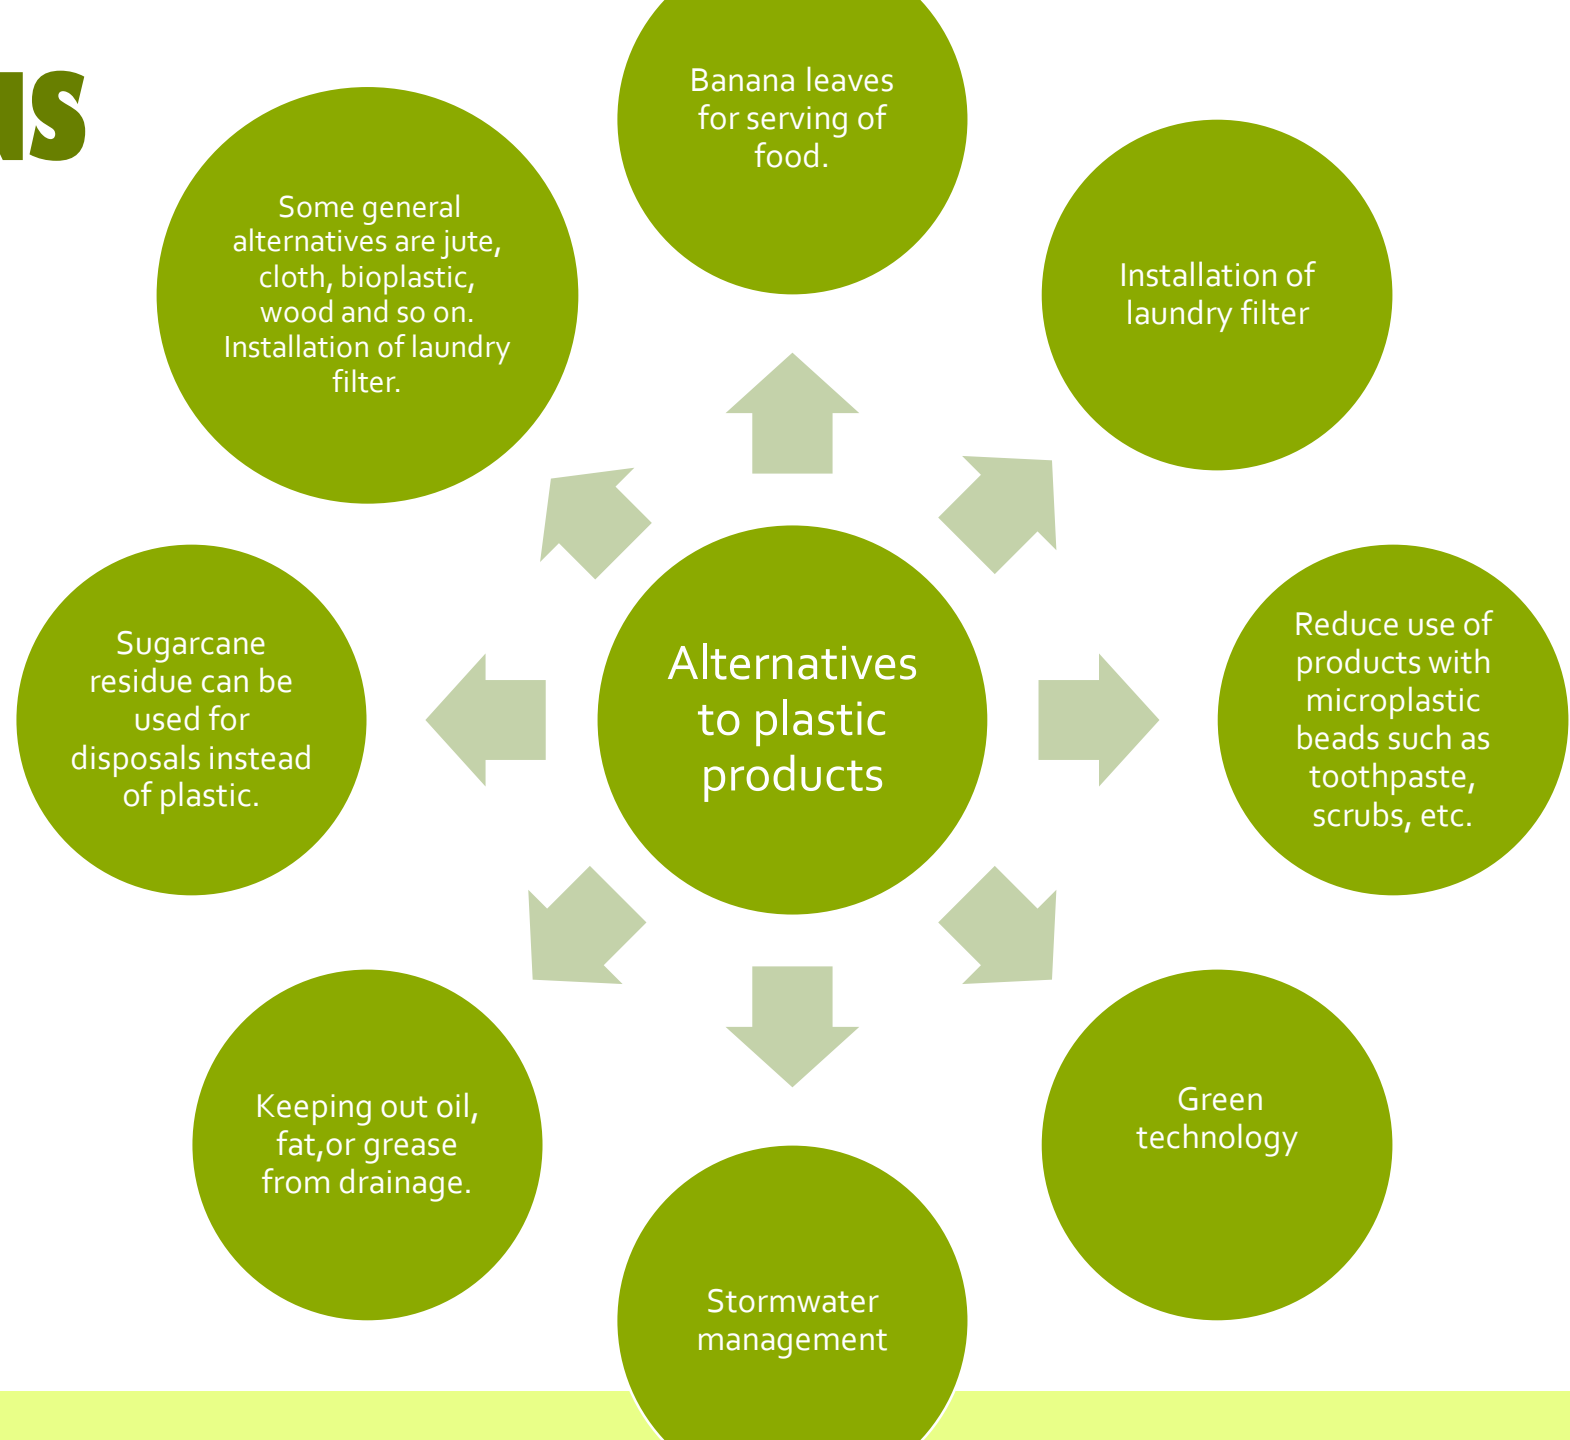 Banana leaves
for serving of
food.
Installation of
laundry filter
Reduce use of
products with
microplastic
beads such as
toothpaste,
scrubs, etc.
Green
technology
Stormwater
management
Keeping out oil,
fat,or grease
from drainage.
Sugarcane
residue can be
used for
disposals instead
of plastic.
Some general
alternatives are jute,
cloth, bioplastic,
wood and so on.
Installation of laundry
filter.
Alternatives
to plastic
products